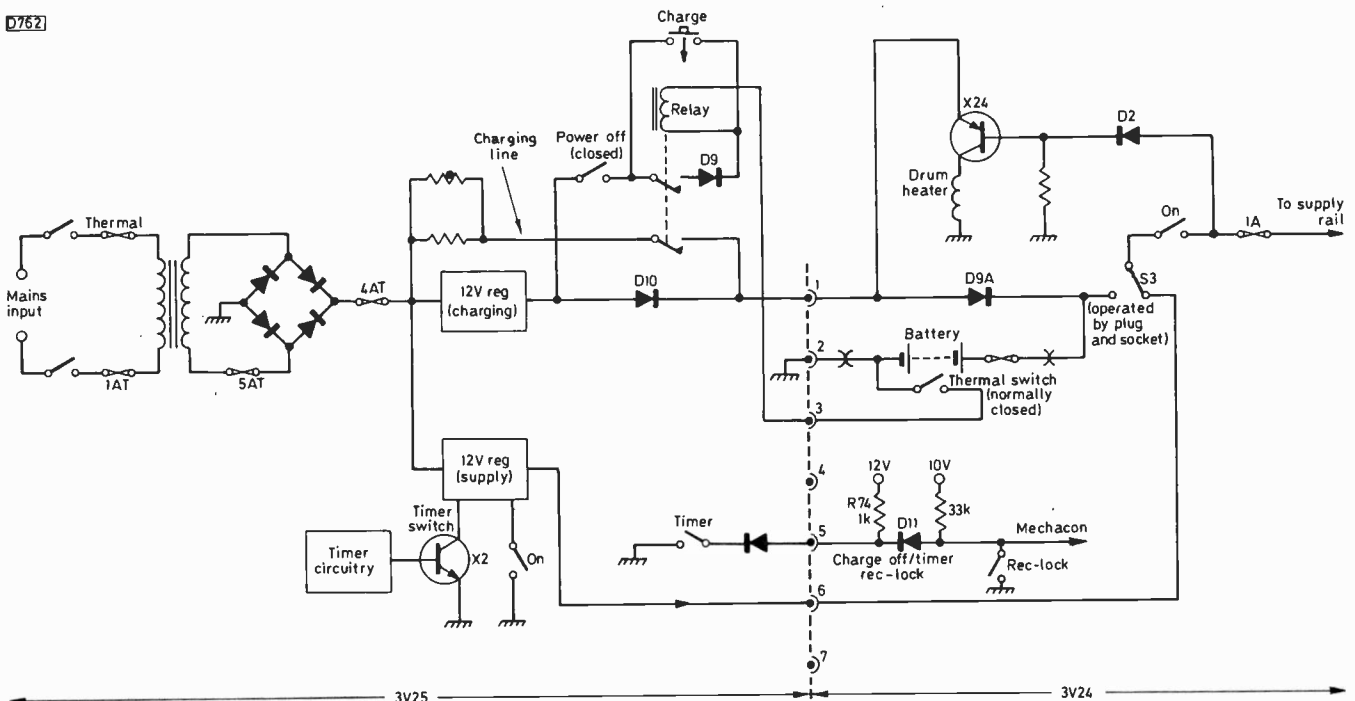 D762
Charge
Relay
X24
D2
Charging
line
Power off
(closed)
D9
Drum
heater
Thermal
On
1A
To supply
rail
Mains
input
4AT
12V reg
(charging)
D10
1
D9A
S3
(operated
by plug
and socket)
1AT
5AT
2
Battery
Thermal switch
(normally
closed)
3
12V reg
(supply)
4
12V
10V
R74
1k
D11
33k
Timer
switch
Timer
5
Mechacon
Timer
circuitry
X2
On
Charge off/timer
rec-lock
Rec-lock
6
7
3V25
3V24